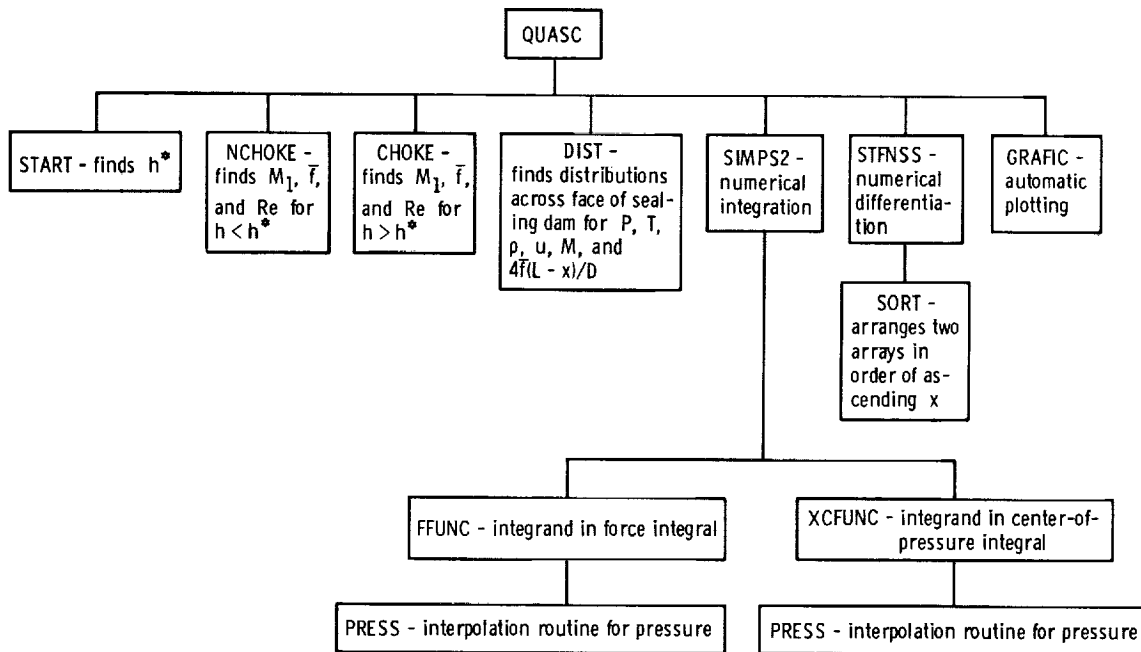 QUASC
START - finds h*
NCHOKE -
finds M1, f̅,
and Re for
h < h*
CHOKE -
finds M1, f̅,
and Re for
h > h*
DIST -
finds distributions
across face of seal-
ing dam for P, T,
ρ, u, M, and
4f̅(L - x)/D
SIMPS2 -
numerical
integration
STFNSS -
numerical
differentia-
tion
GRAFIC -
automatic
plotting
SORT -
arranges two
arrays in
order of as-
cending x
FFUNC - integrand in force integral
XCFUNC - integrand in center-of-
pressure integral
PRESS - interpolation routine for pressure
PRESS - interpolation routine for pressure